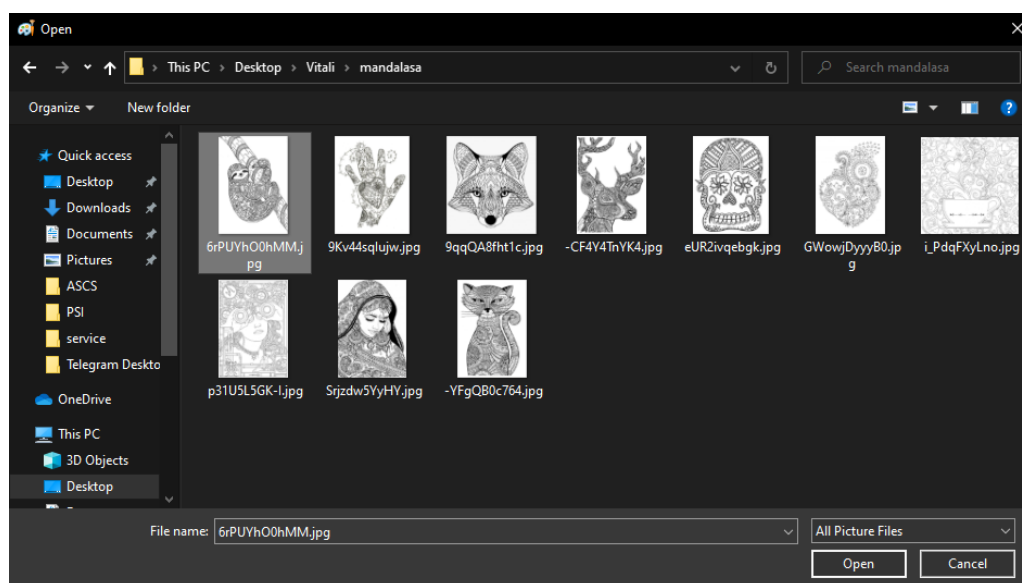 Open
This PC > Desktop > Vitali > mandalasa
Search mandalasa
Organize
New folder
Quick access
Desktop
Downloads
Documents
Pictures
ASCS
PSI
service
Telegram Deskto
OneDrive
This PC
3D Objects
Desktop
6rPUYhO0hMM.j
pg
9Kv44sqlujw.jpg
9qqQA8fht1c.jpg
-CF4Y4TnYK4.jpg
eUR2ivqebgk.jpg
GWowjDyyyB0.jp
g
i_PdqFXyLno.jpg
p31U5L5GK-I.jpg
Srjzdw5YyHY.jpg
-YFgQB0c764.jpg
File name: 6rPUYhO0hMM.jpg
All Picture Files
Open
Cancel